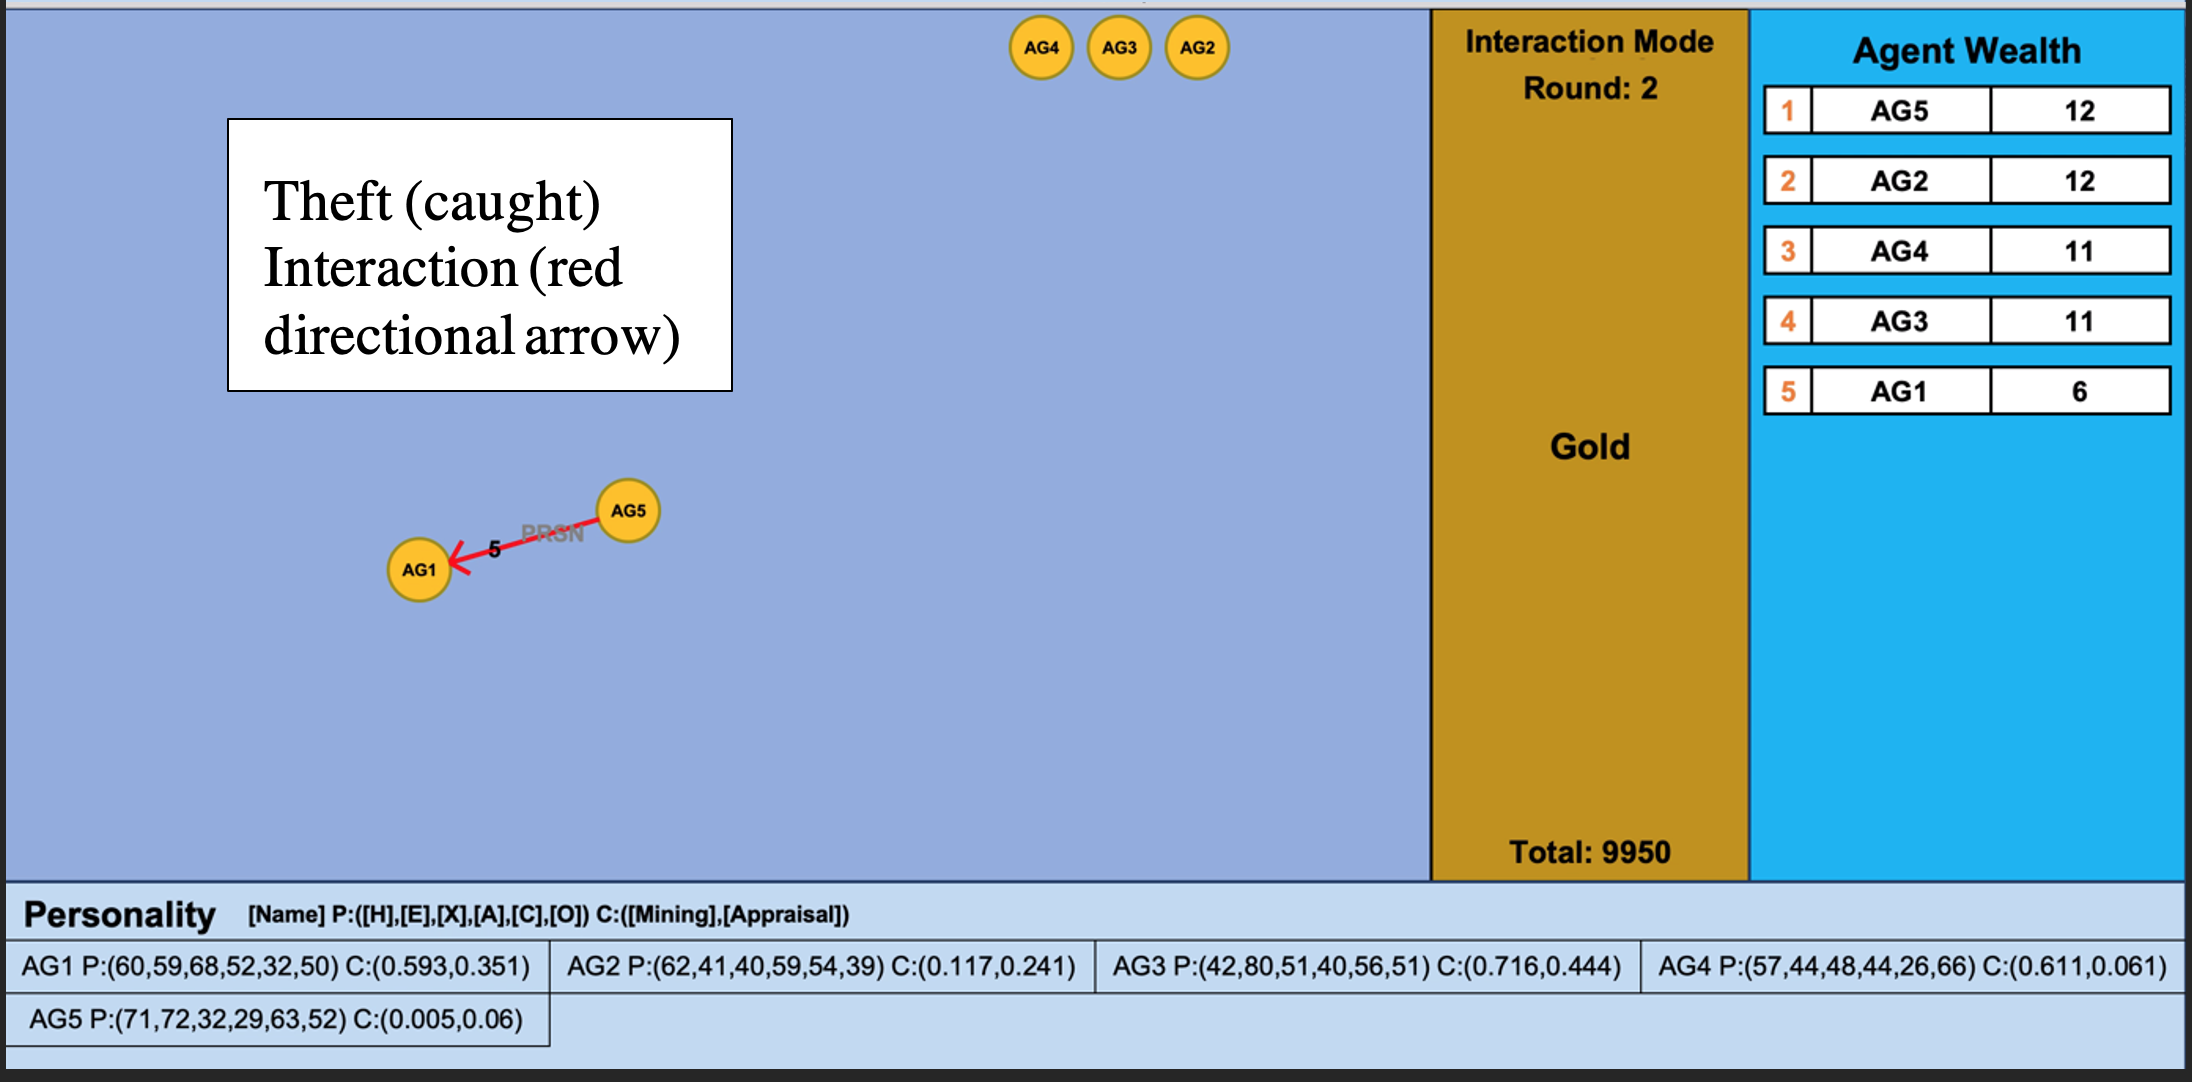 AG4 AG3 AG2
Theft (caught)
Interaction (red
directional arrow)
AG5
PRSN
5
AG1
Interaction Mode
Round: 2
Gold
Total: 9950
Agent Wealth
1 AG5 12
2 AG2 12
3 AG4 11
4 AG3 11
5 AG1 6
Personality [Name] P:([H],[E],[X],[A],[C],[O]) C:([Mining],[Appraisal])
AG1 P:(60,59,68,52,32,50) C:(0.593,0.351) AG2 P:(62,41,40,59,54,39) C:(0.117,0.241) AG3 P:(42,80,51,40,56,51) C:(0.716,0.444) AG4 P:(57,44,48,44,26,66) C:(0.611,0.061)
AG5 P:(71,72,32,29,63,52) C:(0.005,0.06)